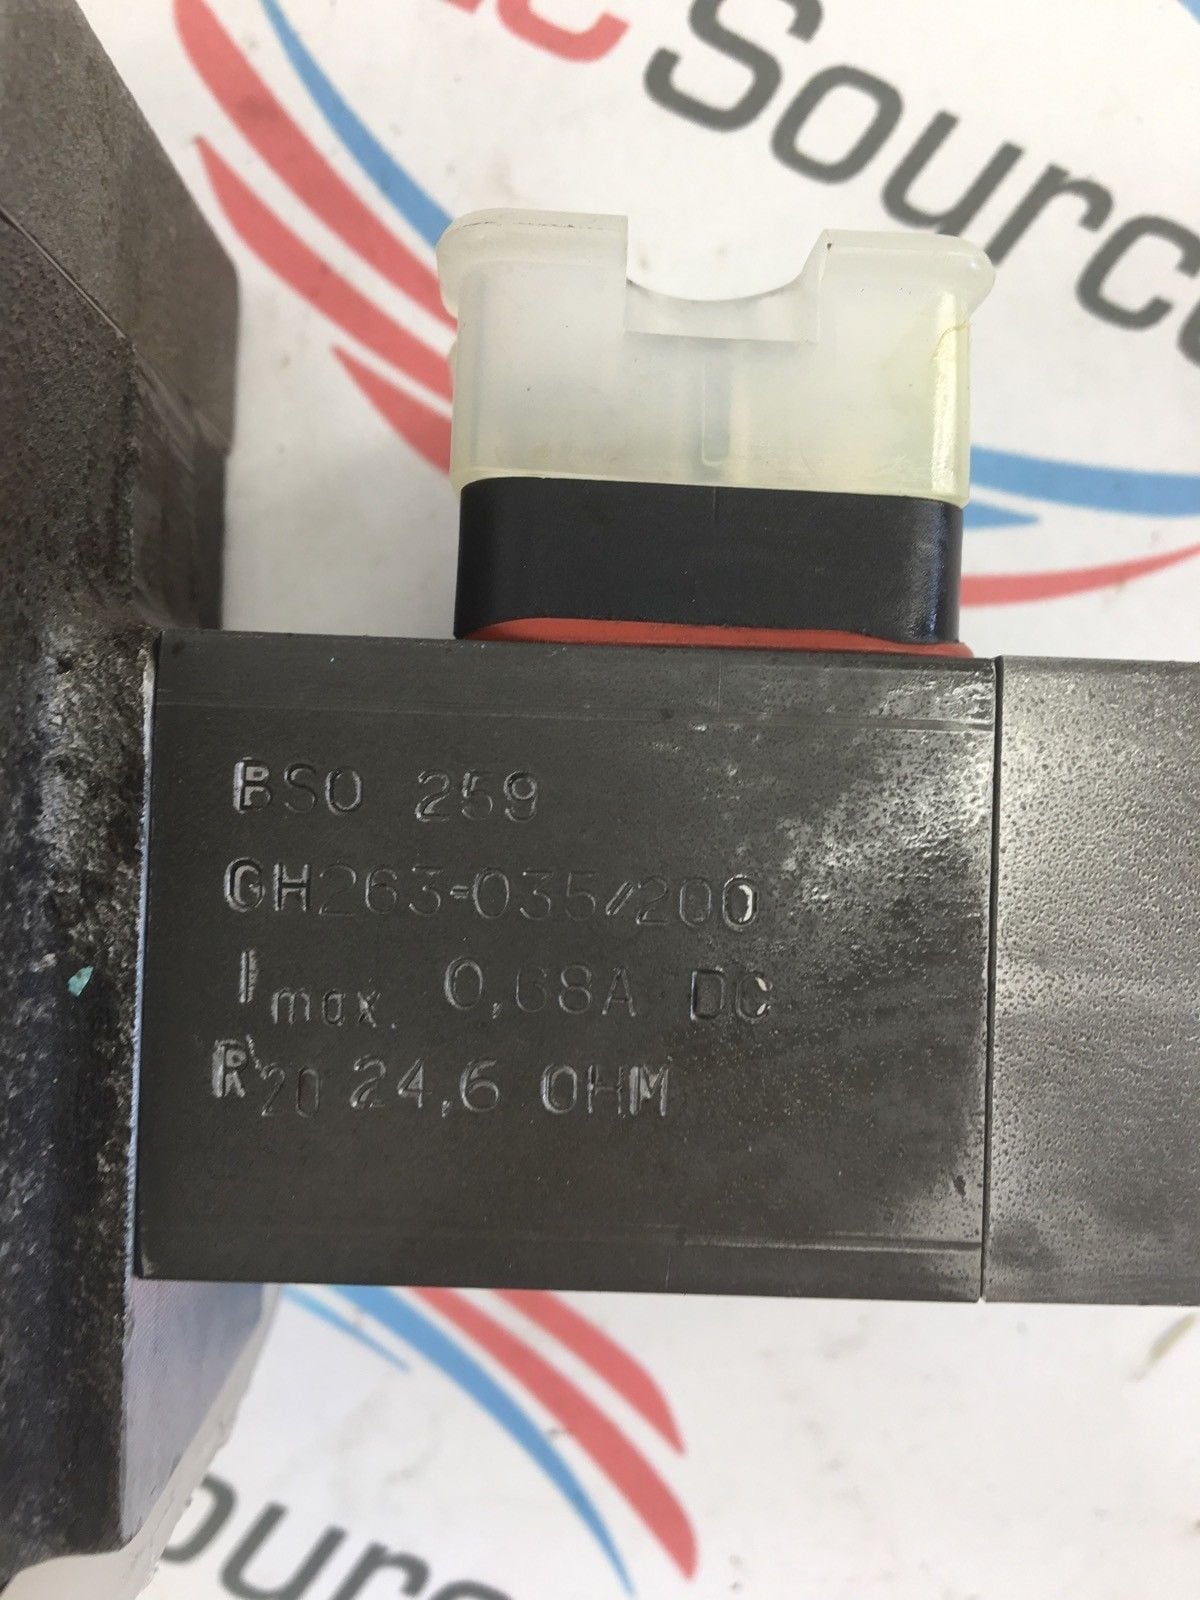 Source
BSO 259
GH263-035/200
Imax. 0,68A DC
R20 24,6 OHM